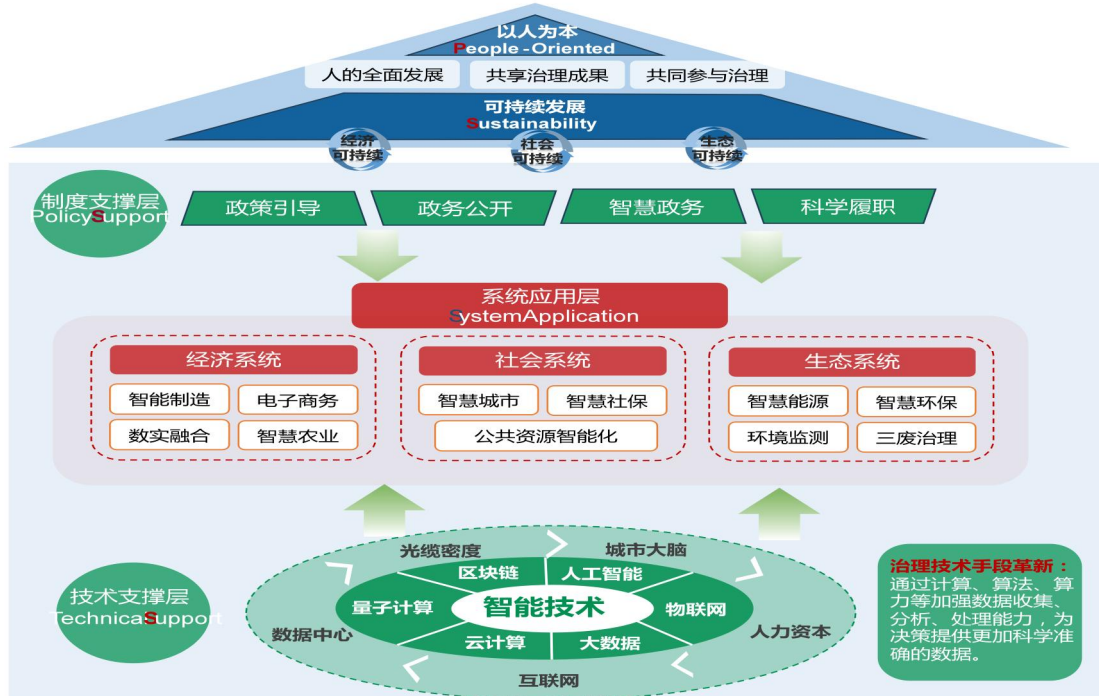 以人为本
People-Oriented
人的全面发展
共享治理成果
共同参与治理
可持续发展
Sustainability
经济
可持续
社会
可持续
生态
可持续
制度支撑层
PolicySupport
政策引导
政务公开
智慧政务
科学履职
系统应用层
SystemApplication
经济系统
智能制造
电子商务
数实融合
智慧农业
社会系统
智慧城市
智慧社保
公共资源智能化
生态系统
智慧能源
智慧环保
环境监测
三废治理
技术支撑层
TechnicaSupport
光缆密度
城市大脑
数据中心
人力资本
互联网
区块链
人工智能
量子计算
智能技术
物联网
云计算
大数据
治理技术手段革新：
通过计算、算法、算
力等加强数据收集、
分析、处理能力，为
决策提供更加科学准
确的数据。